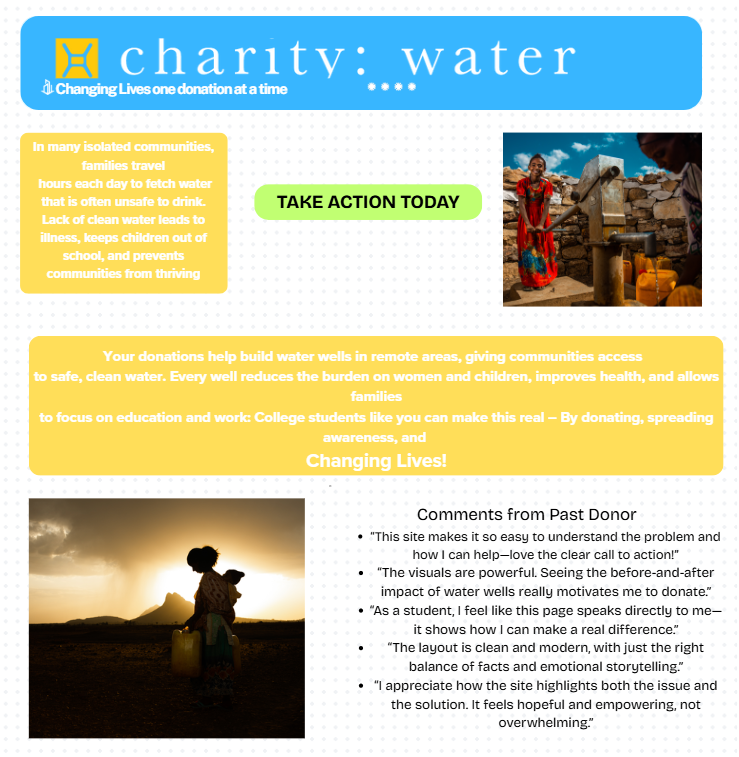 charity: water
Changing Lives one donation at a time
In many isolated communities,
families travel
hours each day to fetch water
that is often unsafe to drink.
Lack of clean water leads to
illness, keeps children out of
school, and prevents
communities from thriving
TAKE ACTION TODAY
Your donations help build water wells in remote areas, giving communities access
to safe, clean water. Every well reduces the burden on women and children, improves health, and allows
families
to focus on education and work: College students like you can make this real – By donating, spreading
awareness, and
Changing Lives!
Comments from Past Donor
• “This site makes it so easy to understand the problem and
how I can help—love the clear call to action!”
• “The visuals are powerful. Seeing the before-and-after
impact of water wells really motivates me to donate.”
• “As a student, I feel like this page speaks directly to me—
it shows how I can make a real difference.”
• “The layout is clean and modern, with just the right
balance of facts and emotional storytelling.”
• “I appreciate how the site highlights both the issue and
the solution. It feels hopeful and empowering, not
overwhelming.”